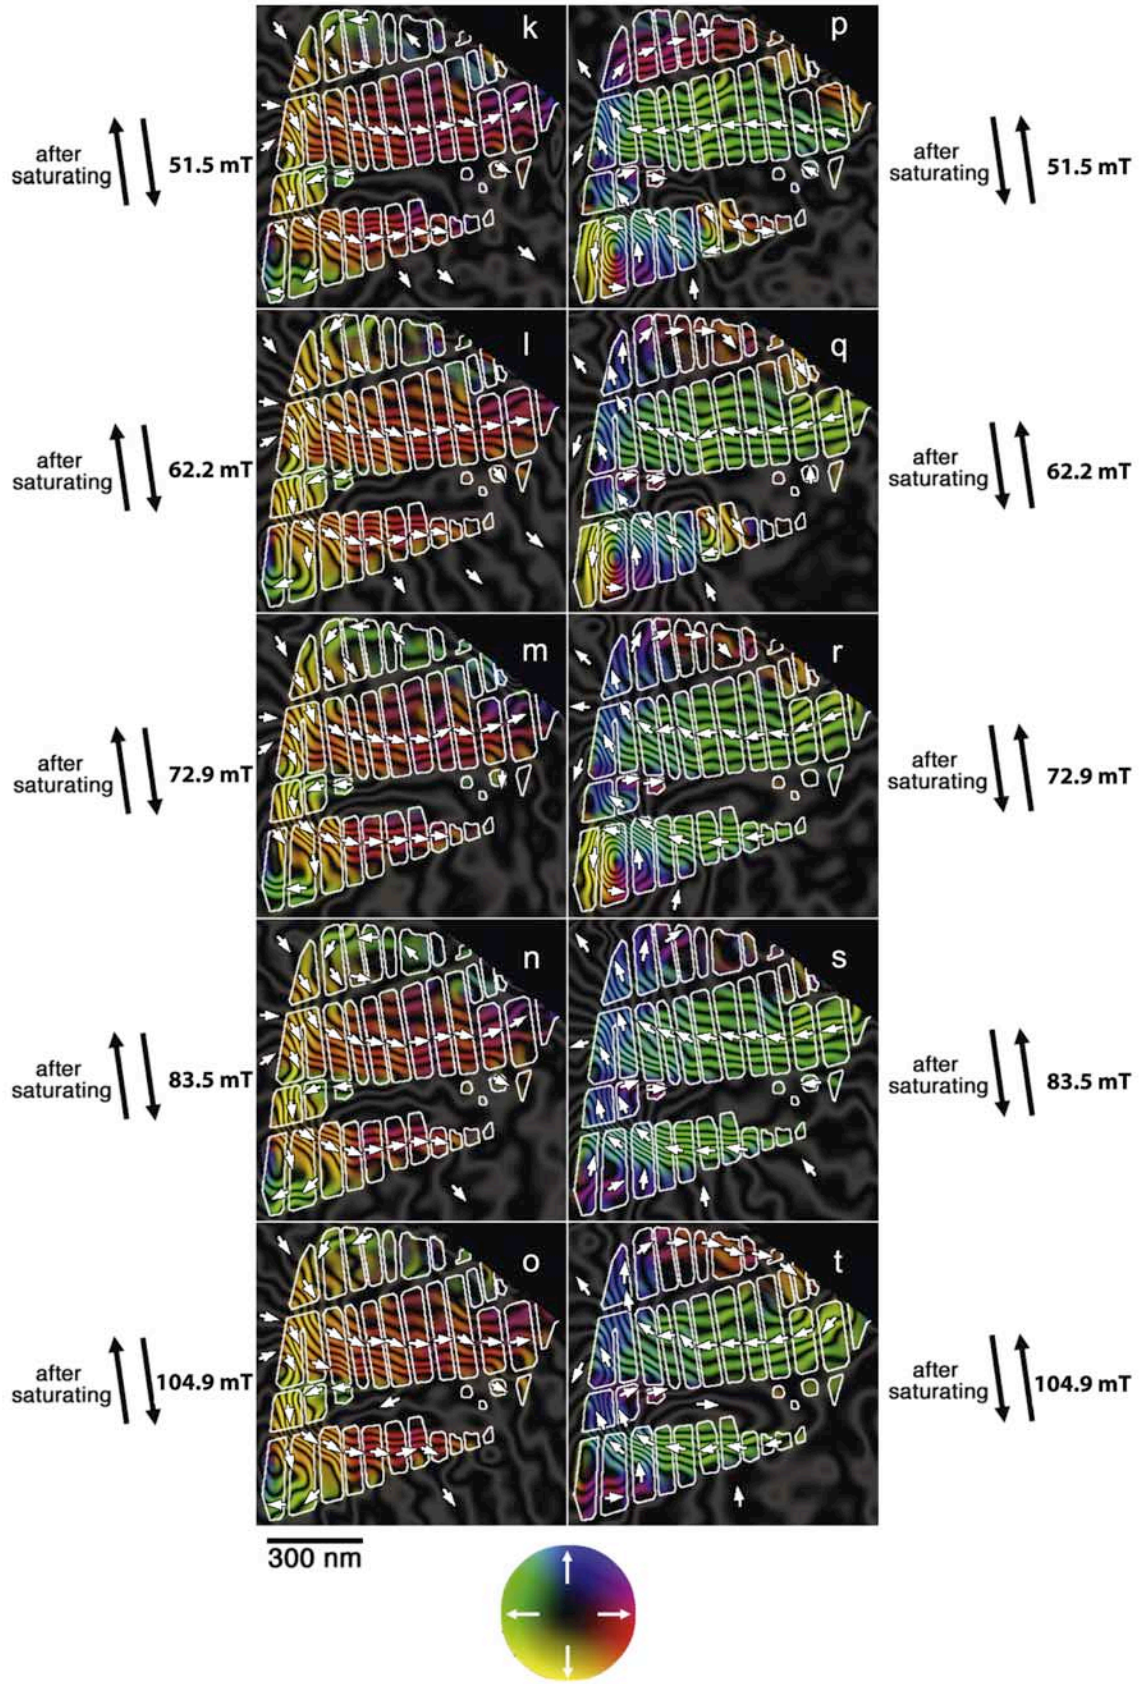 k
p
after
saturating
51.5 mT
after
saturating
51.5 mT
l
q
after
saturating
62.2 mT
after
saturating
62.2 mT
m
r
after
saturating
72.9 mT
after
saturating
72.9 mT
n
s
after
saturating
83.5 mT
after
saturating
83.5 mT
o
t
after
saturating
104.9 mT
after
saturating
104.9 mT
300 nm